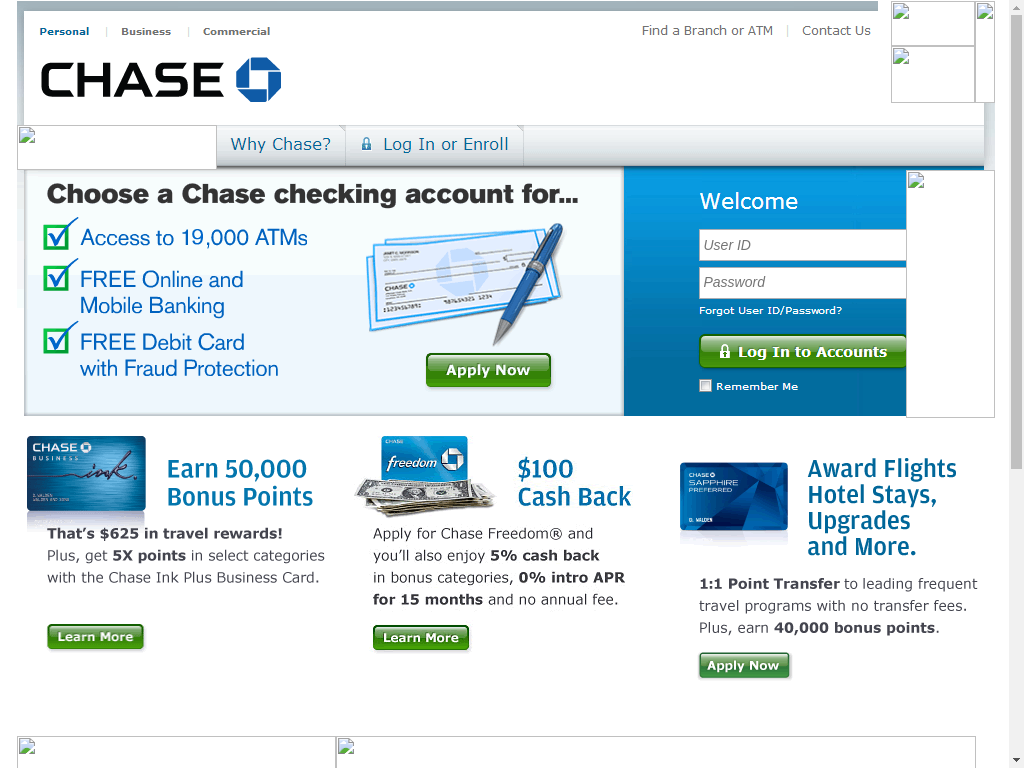 Personal
Business
Commercial
Find a Branch or ATM
Contact Us
CHASE
Why Chase?
Log In or Enroll
Choose a Chase checking account for...
Access to 19,000 ATMs
FREE Online and
Mobile Banking
FREE Debit Card
with Fraud Protection
CHASE
Apply Now
Welcome
User ID
Password
Forgot User ID/Password?
Log In to Accounts
Remember Me
CHASE
BUSINESS
ink.
D. WALDEN
Earn 50,000
Bonus Points
That's $625 in travel rewards!
Plus, get 5X points in select categories
with the Chase Ink Plus Business Card.
Learn More
CHASE
freedom
$100
Cash Back
Apply for Chase Freedom® and
you'll also enjoy 5% cash back
in bonus categories, 0% intro APR
for 15 months and no annual fee.
Learn More
CHASE
SAPPHIRE
PREFERRED
D. WALDEN
Award Flights
Hotel Stays,
Upgrades
and More.
1:1 Point Transfer to leading frequent
travel programs with no transfer fees.
Plus, earn 40,000 bonus points.
Apply Now